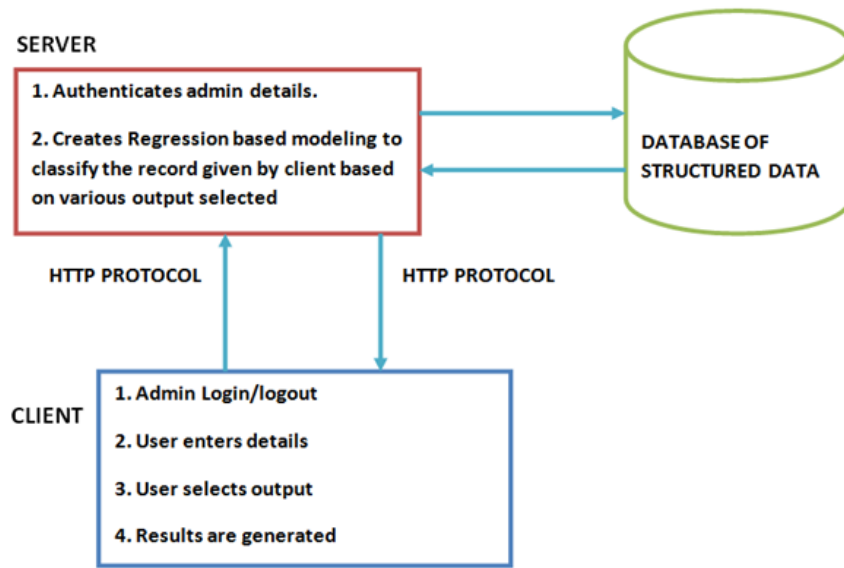 SERVER
1. Authenticates admin details.
2. Creates Regression based modeling to
classify the record given by client based
on various output selected
DATABASE OF
STRUCTURED DATA
HTTP PROTOCOL
HTTP PROTOCOL
CLIENT
1. Admin Login/logout
2. User enters details
3. User selects output
4. Results are generated